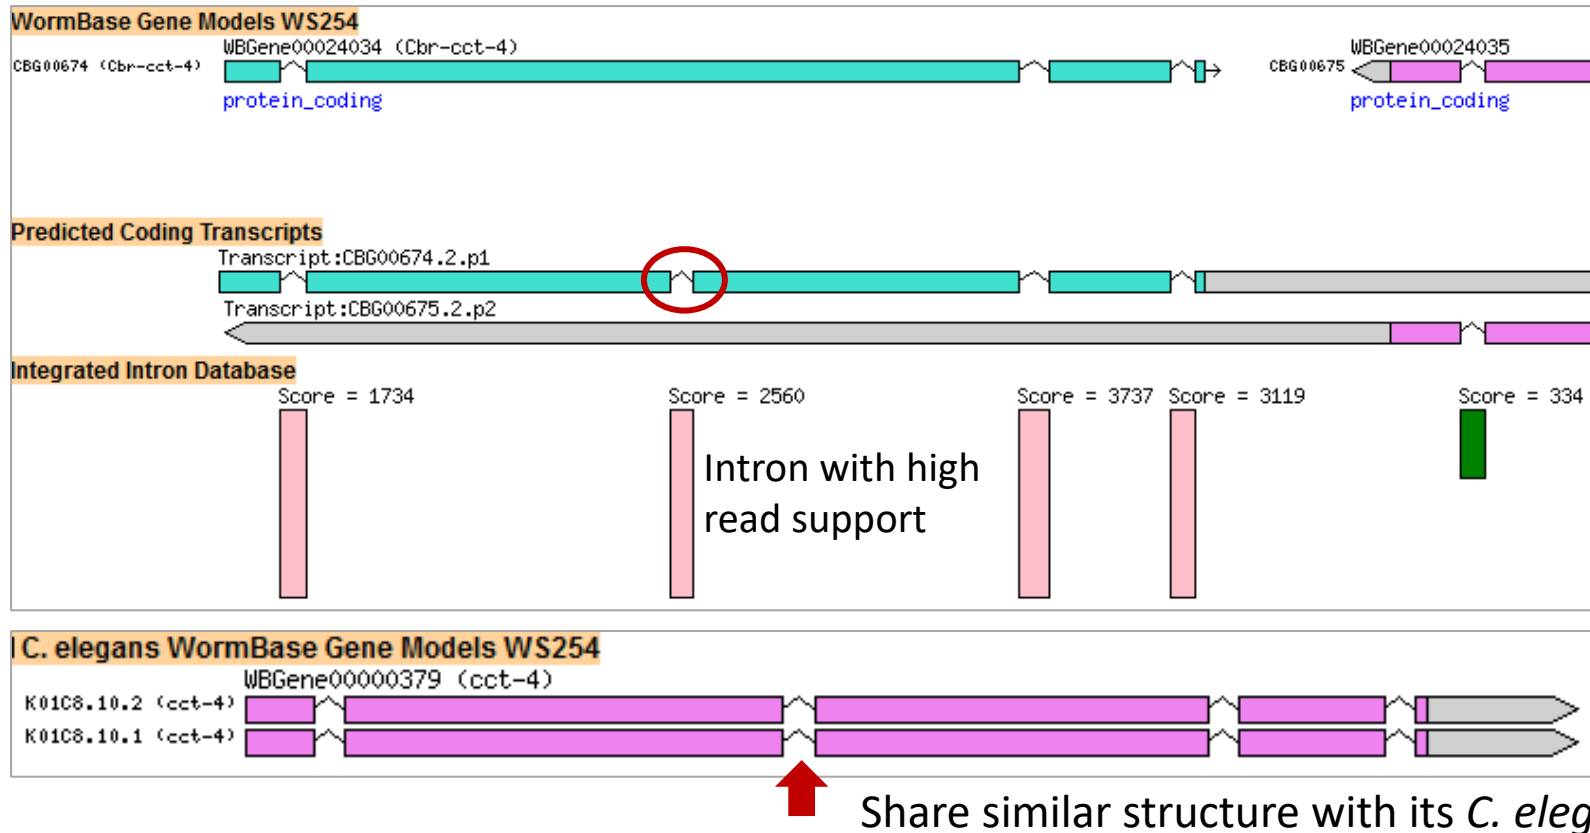 WormBase Gene Models WS254
WBGene00024034 (Cbr-cct-4)
WBGene00024035
CBG00674 (Cbr-cct-4)
CBG00675
protein_coding
protein_coding
Predicted Coding Transcripts
Transcript:CBG00674.2.p1
Transcript:CBG00675.2.p2
Integrated Intron Database
Score = 1734
Score = 2560
Score = 3737
Score = 3119
Score = 334
Intron with high
read support
C. elegans WormBase Gene Models WS254
WBGene00000379 (cct-4)
K01C8.10.2 (cct-4)
K01C8.10.1 (cct-4)
Share similar structure with its C. eleg